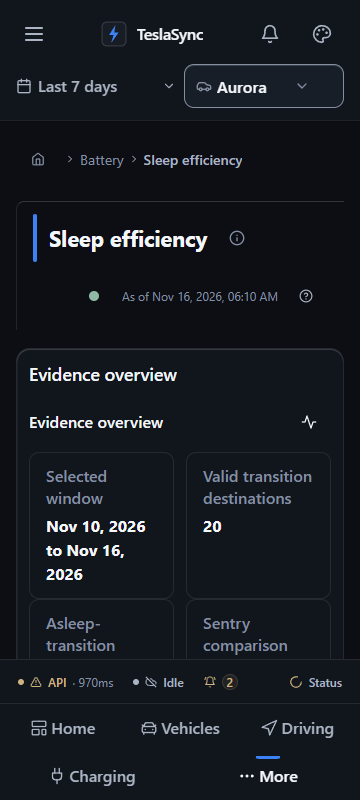 TeslaSync
Last 7 days
Aurora
Battery
Sleep efficiency
Sleep efficiency
As of Nov 16, 2026, 06:10 AM
Evidence overview
Evidence overview
Selected
window
Nov 10, 2026
to Nov 16,
2026
Valid transition
destinations
20
Asleep-
transition
Sentry
comparison
API · 970ms
Idle
2
Status
Home
Vehicles
Driving
Charging
More